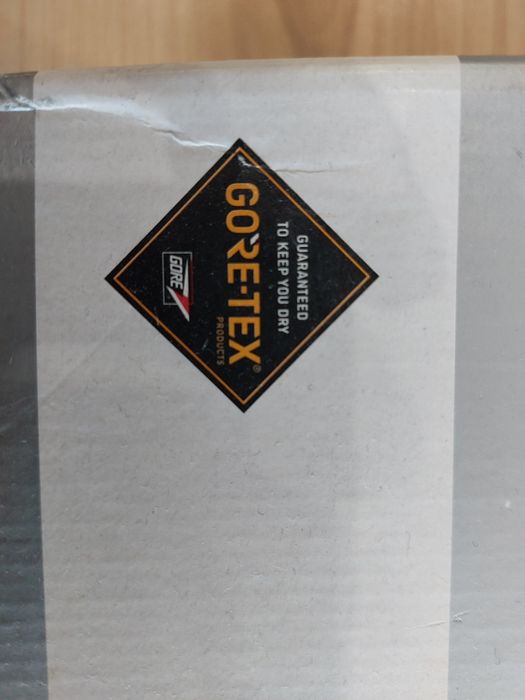 GUARANTEED
TO KEEP YOU DRY
GORE-TEX®
PRODUCTS
GORE